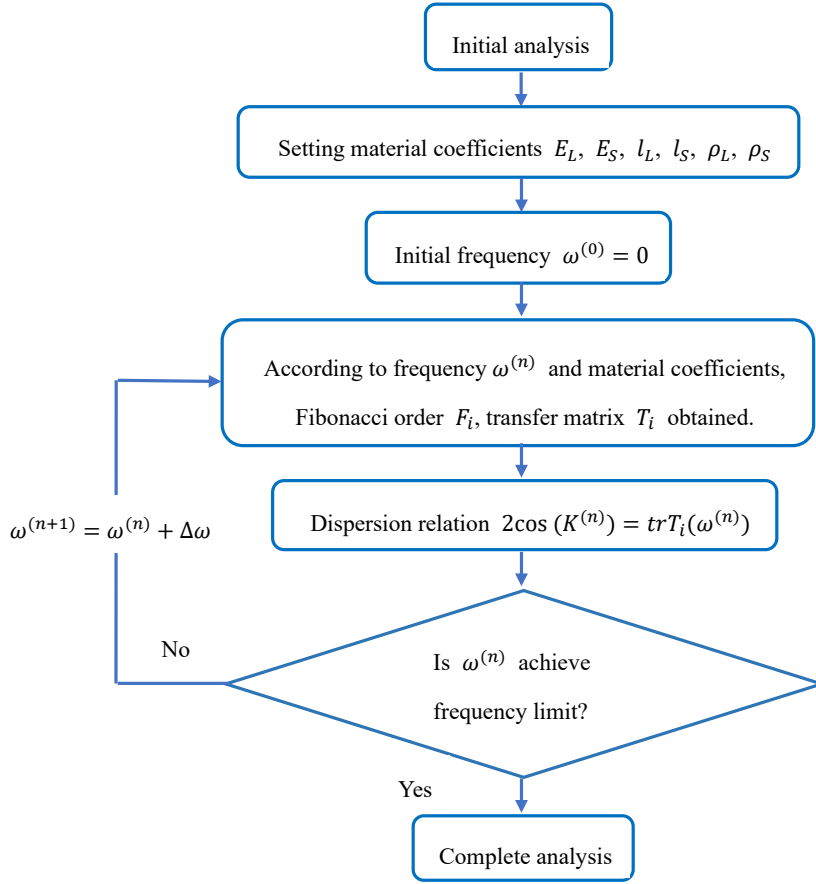 Initial analysis
Setting material coefficients E_L, E_S, l_L, l_S, ρ_L, ρ_S
Initial frequency ω^(0) = 0
According to frequency ω^(n) and material coefficients,
Fibonacci order F_i, transfer matrix T_i obtained.
Dispersion relation 2cos (K^(n)) = trT_i(ω^(n))
ω^(n+1) = ω^(n) + Δω
No
Is ω^(n) achieve
frequency limit?
Yes
Complete analysis